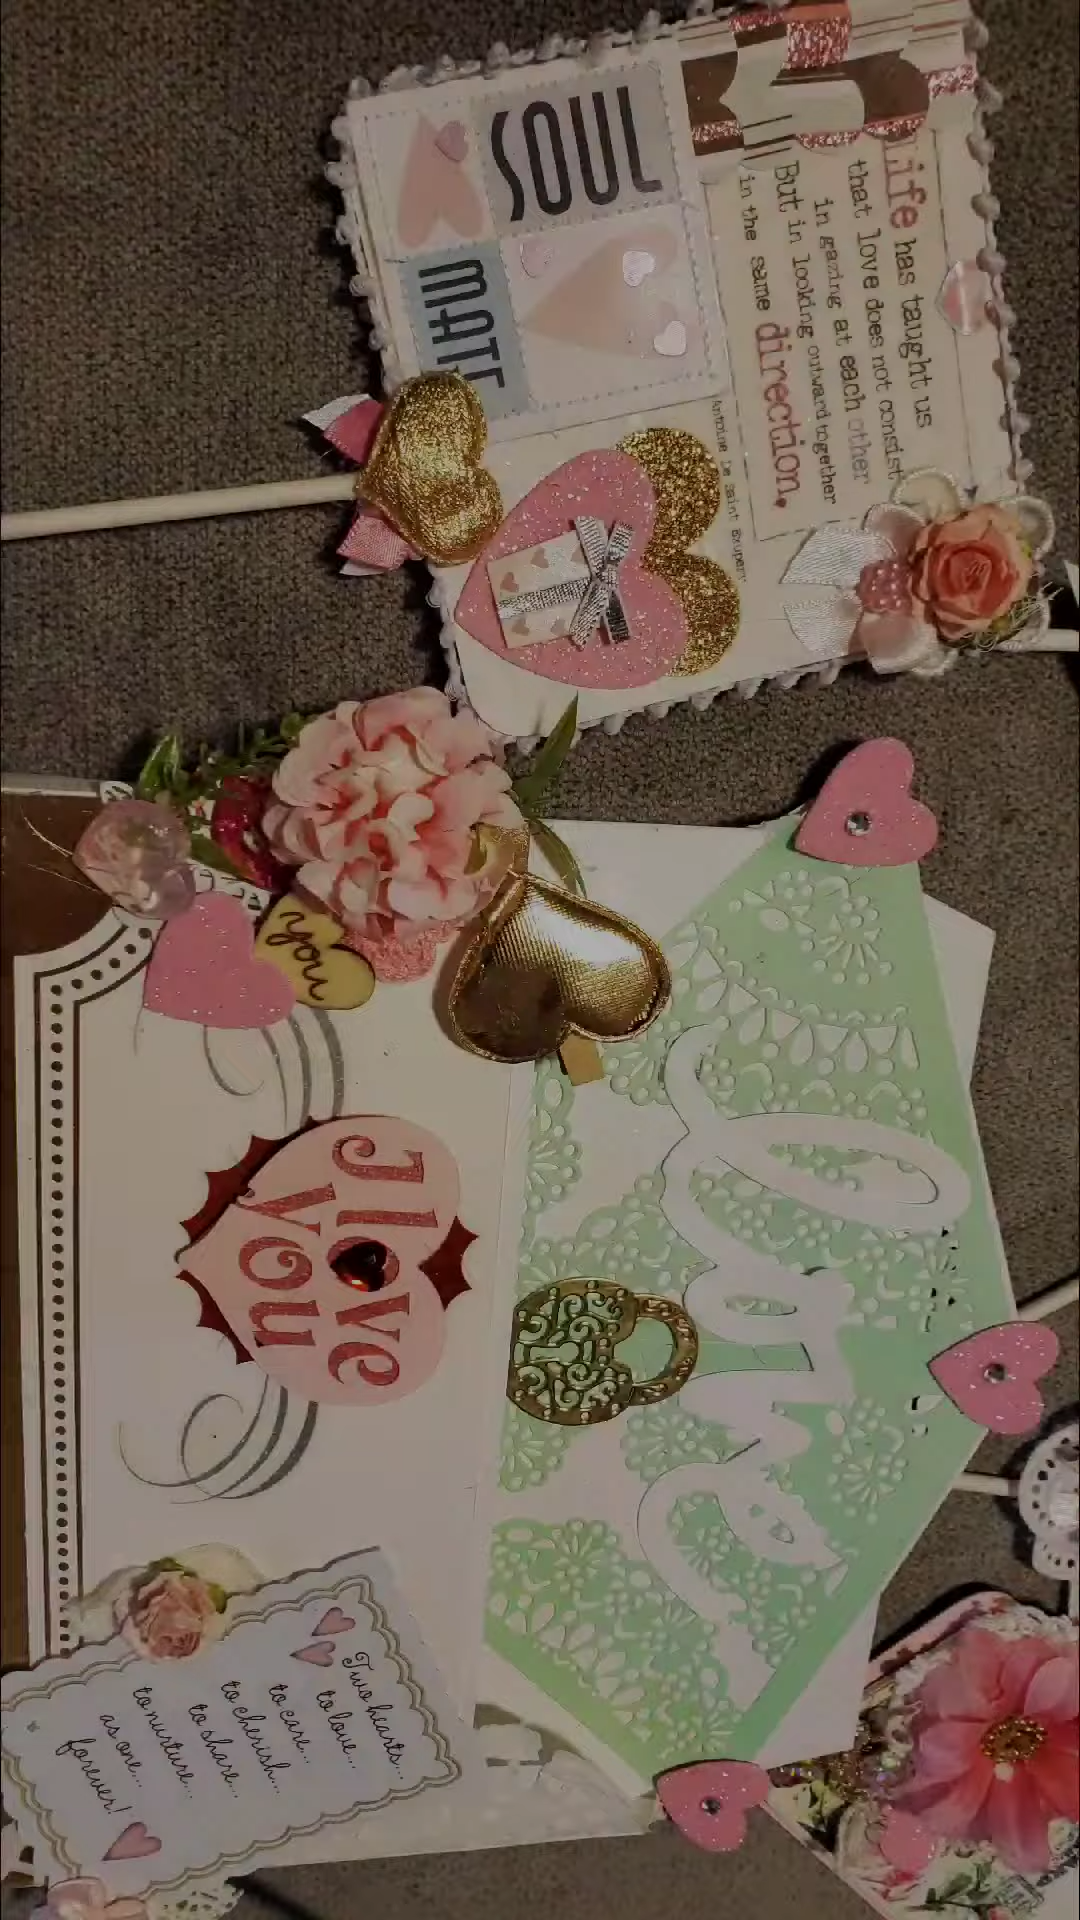 SOUL
MATE
Life has taught us
that love does not consist
in gazing at each other
But in looking outward together
in the same direction.
Antoine De Saint Exupery
you
love
I love
you
Two hearts...
to love...
to care...
to cherish...
to share...
to nurture...
as one...
forever!